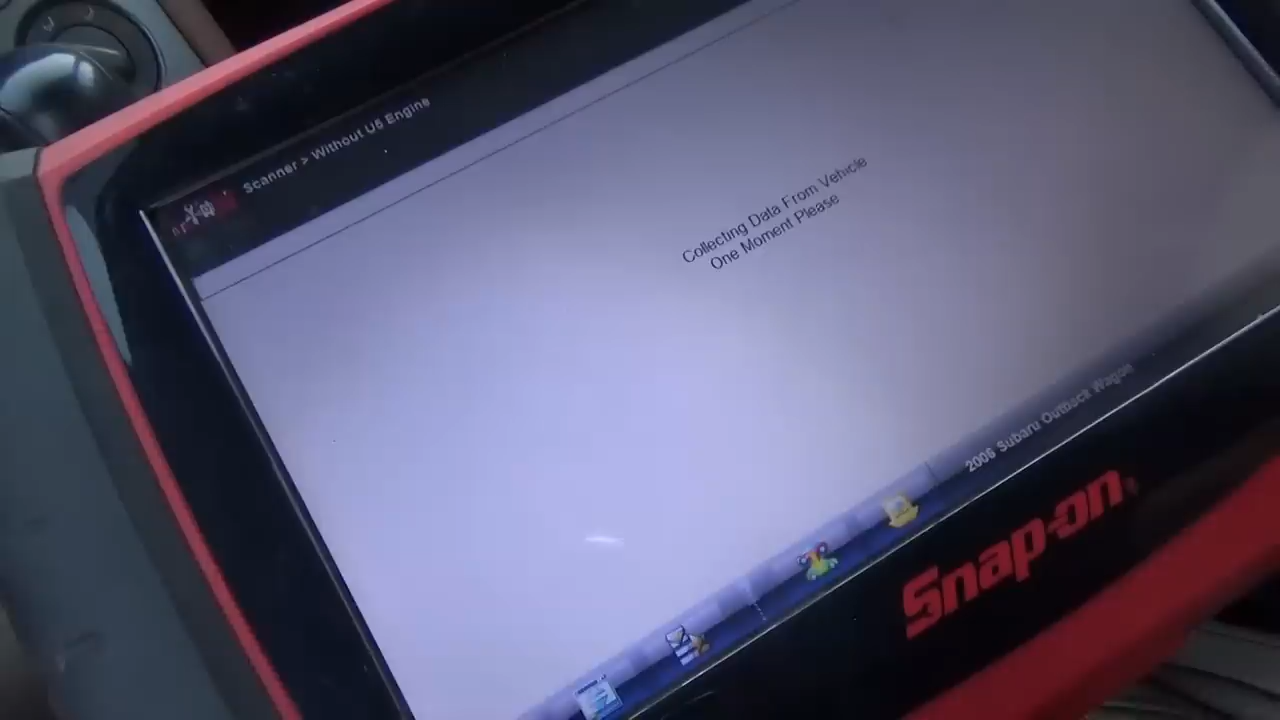 Scanner > Without U5 Engine
Collecting Data From Vehicle
One Moment Please
2006 Subaru Outback Wagon
Snap-on